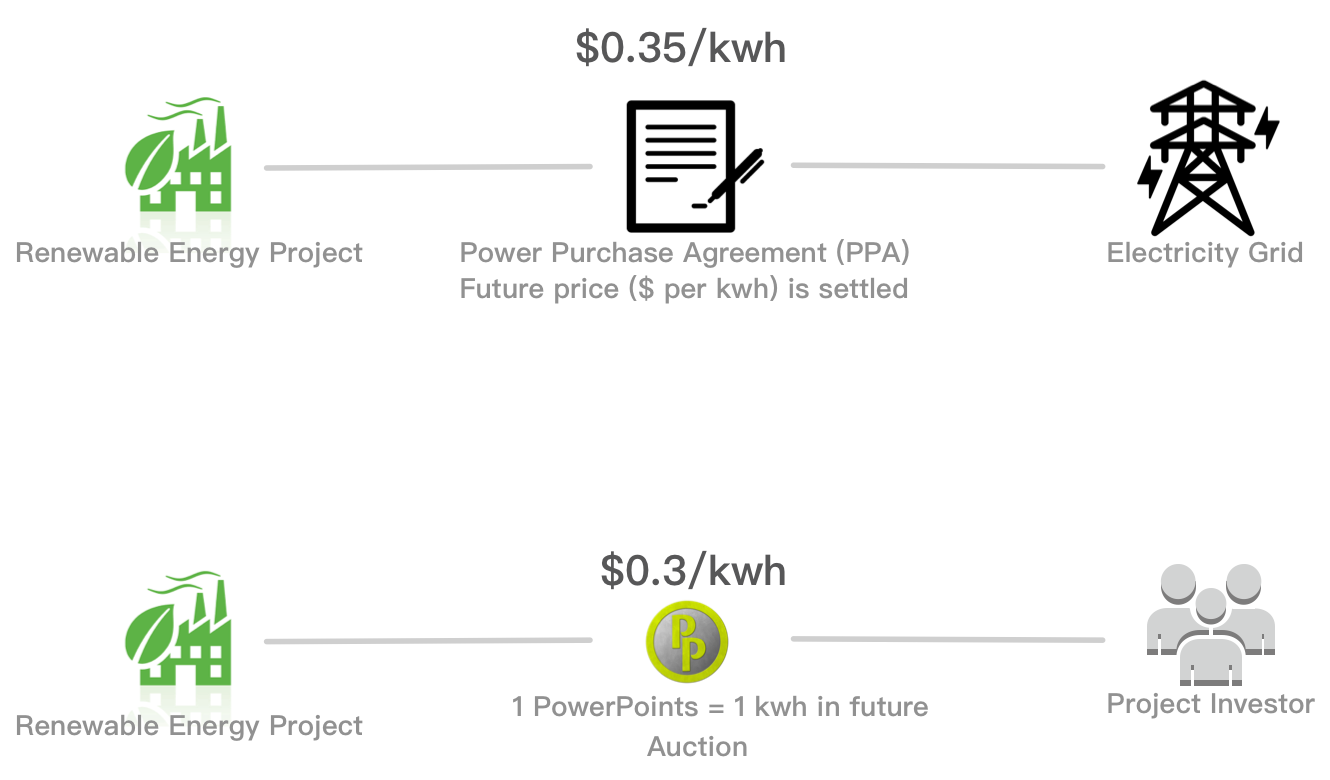 $0.35/kwh
Renewable Energy Project
Power Purchase Agreement (PPA)
Electricity Grid
Future price ($ per kwh) is settled
$0.3/kwh
PP
1 PowerPoints = 1 kwh in future
Project Investor
Renewable Energy Project
Auction